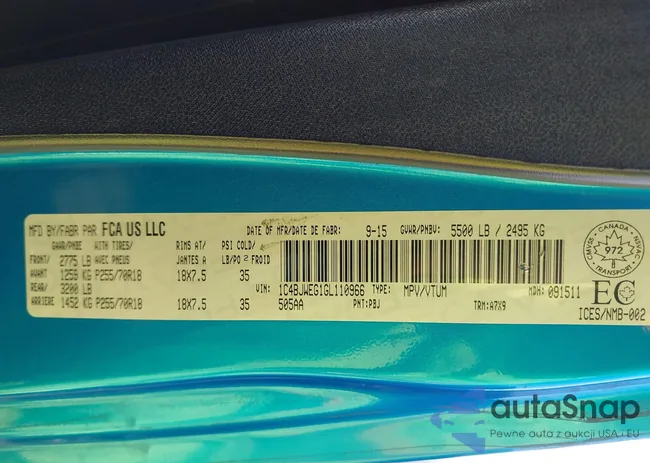 MFD BY/FABR PAR FCA US LLC DATE OF MFR/DATE DE FABR: 9-15 GVWR/PNBV: 5500 LB / 2495 KG
GAWR/PNBE WITH TIRES/ RIMS AT/ PSI COLD/
FRONT/ 2775 LB AVEC PNEUS JANTES A LB/PO 2 FROID
AVANT 1259 KG P255/70R18 18X7.5 35
REAR/ 3200 LB
ARRIERE 1452 KG P255/70R18 18X7.5 35
VIN: 1C4BJWEG1GL110966 TYPE: MPV/VTUM MDH: 091511
505AA PNT:PBJ TRM:A7X9
CANADA
972
TRANSPORT
EC
ICES/NMB-002
autaSnap
Pewne auta z aukcji USA i EU